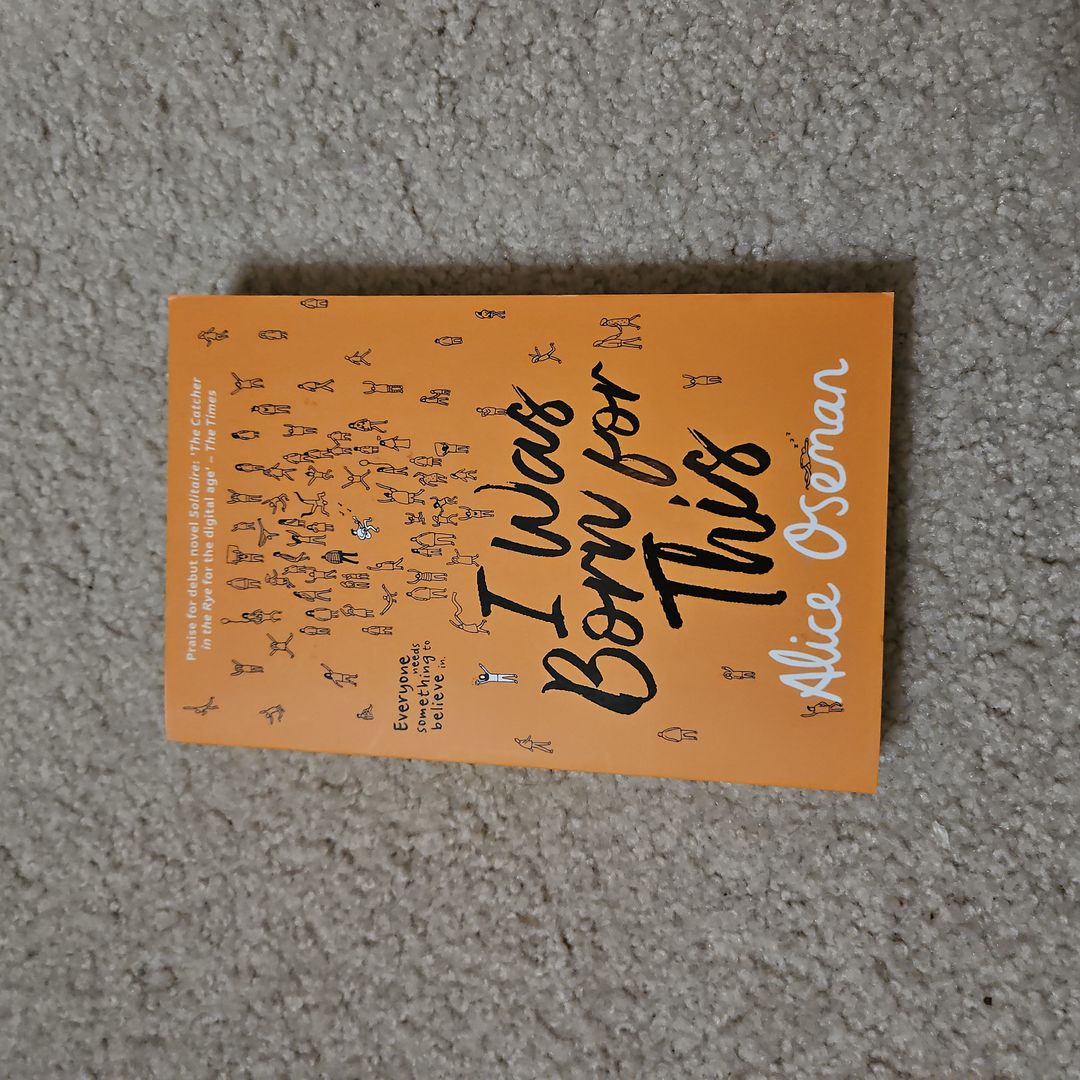 Praise for debut novel Solitaire: 'The Catcher
in the Rye for the digital age' – The Times
Everyone
needs
something to
believe in.
I Was
Born for
This
z z z
Alice Oseman